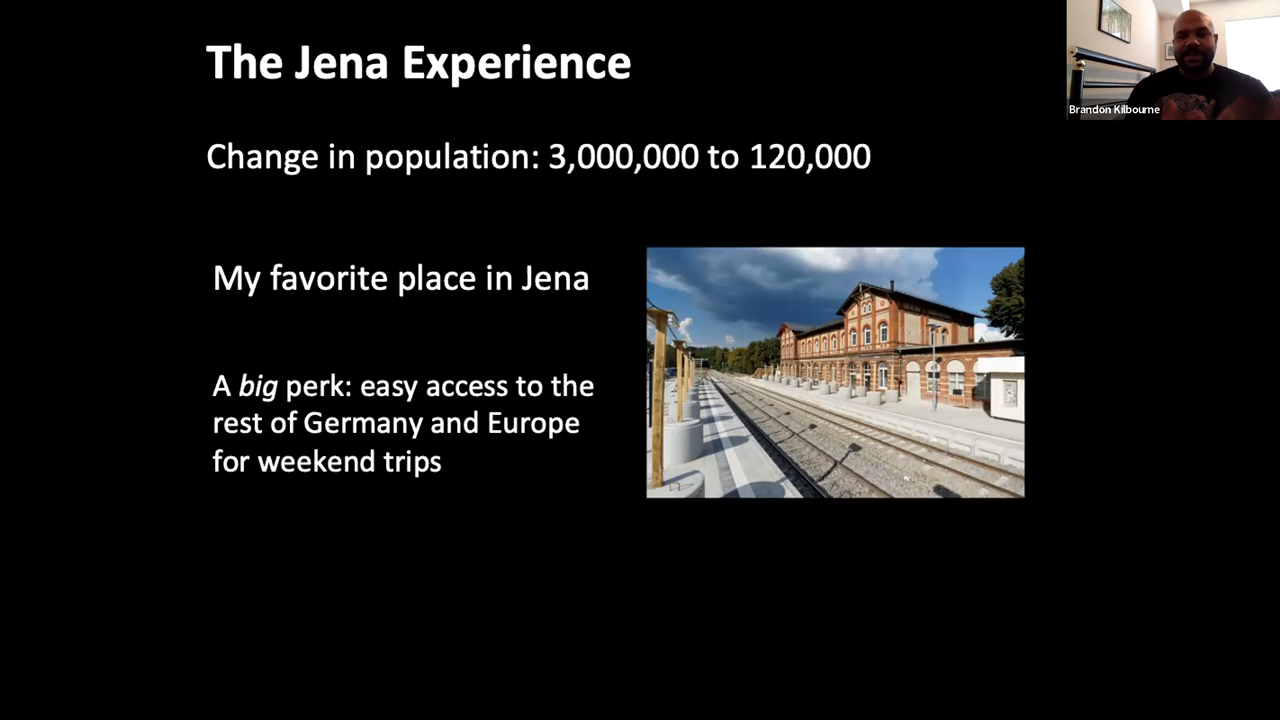 The Jena Experience
Brandon Kilbourne
Change in population: 3,000,000 to 120,000
My favorite place in Jena
A big perk: easy access to the
rest of Germany and Europe
for weekend trips